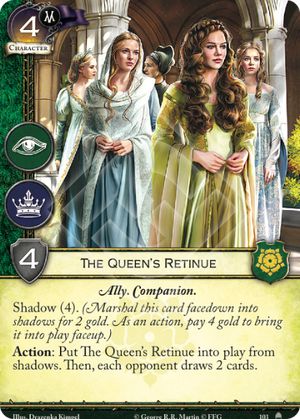 4
Character
THE QUEEN'S RETINUE
4
Ally. Companion.
Shadow (4). (Marshal this card facedown into
shadows for 2 gold. As an action, pay 4 gold to bring
it into play faceup.)
Action: Put The Queen's Retinue into play from
shadows. Then, each opponent draws 2 cards.
Illus. Drazenka Kimpel
© George R.R. Martin © FFG
103